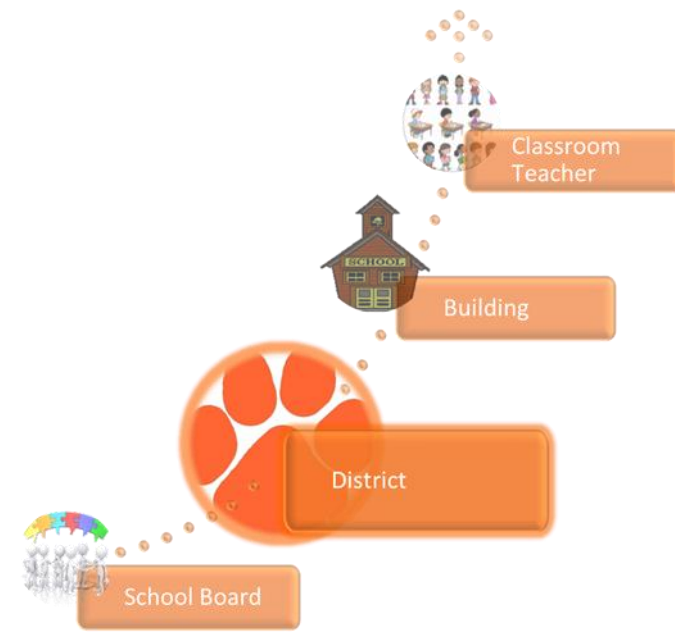 Classroom
Teacher
SCHOOL
Building
District
School Board